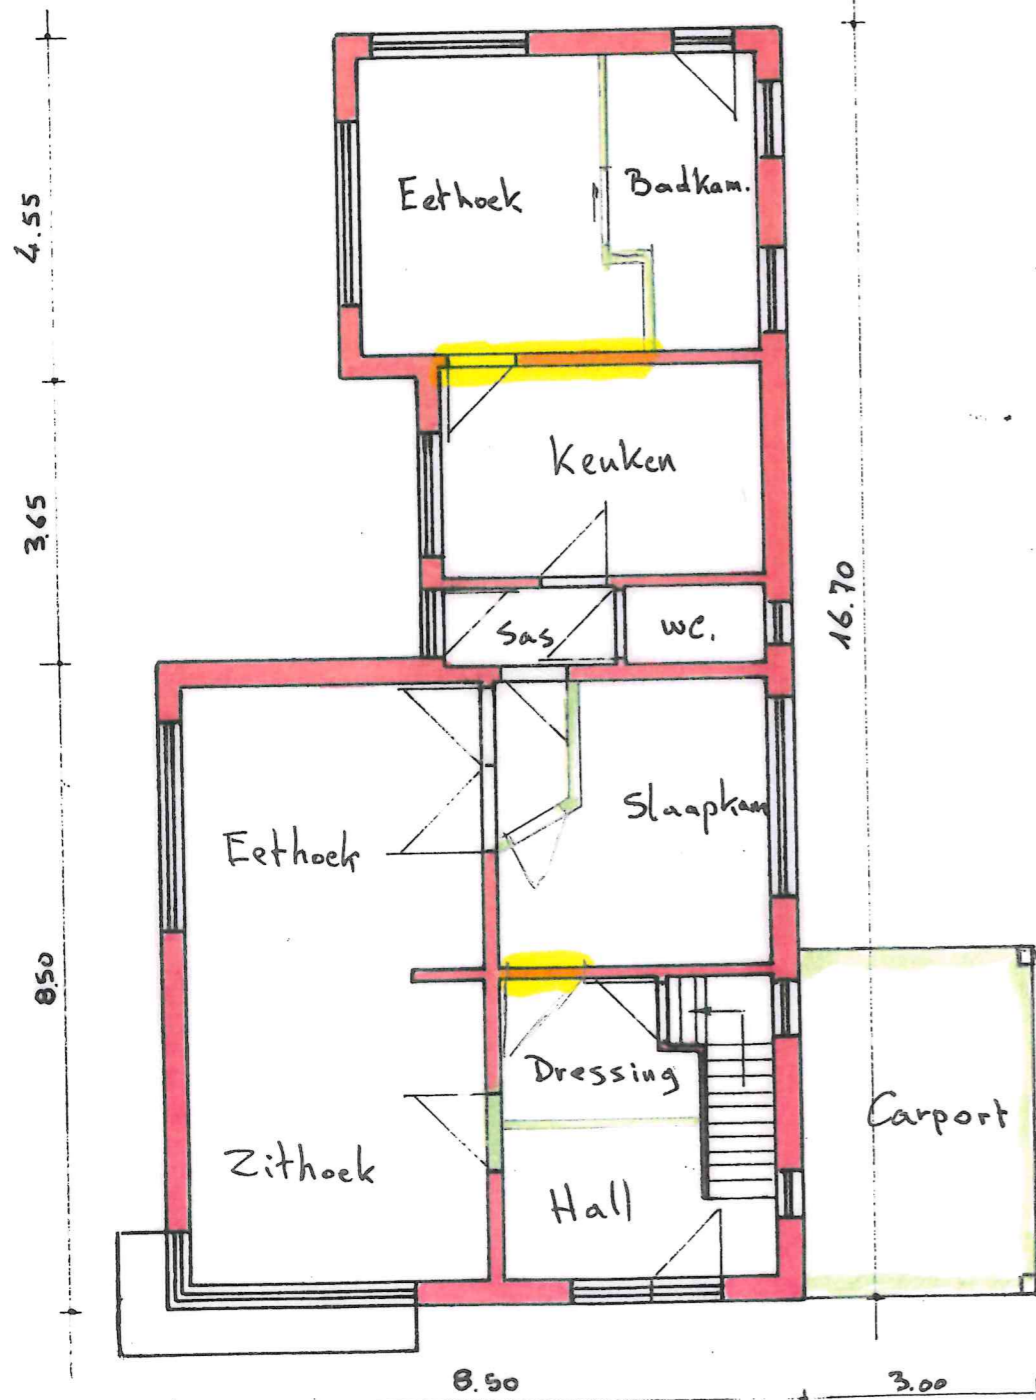 Eethoek
Badkam.
4.55
Keuken
3.65
16.70
Sas
WC.
Slaapkam
Eethoek
8.50
Dressing
Carport
Zithoek
Hall
8.50
3.00